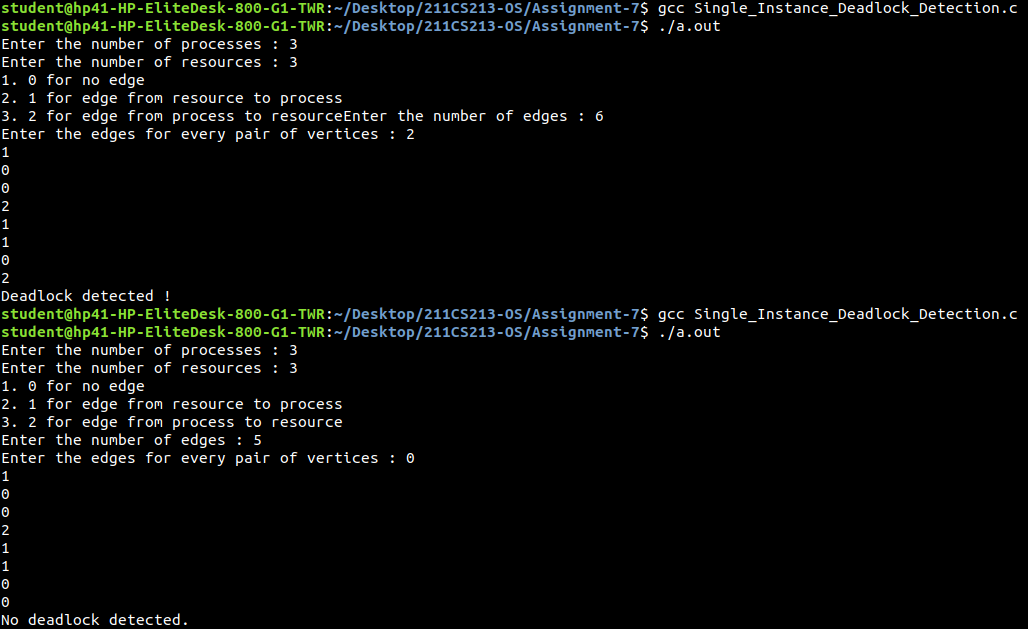 student@hp41-HP-EliteDesk-800-G1-TWR:~/Desktop/211CS213-OS/Assignment-7$ gcc Single_Instance_Deadlock_Detection.c
student@hp41-HP-EliteDesk-800-G1-TWR:~/Desktop/211CS213-OS/Assignment-7$ ./a.out
Enter the number of processes : 3
Enter the number of resources : 3
1. 0 for no edge
2. 1 for edge from resource to process
3. 2 for edge from process to resourceEnter the number of edges : 6
Enter the edges for every pair of vertices : 2
1
0
0
2
1
1
0
2
Deadlock detected !
student@hp41-HP-EliteDesk-800-G1-TWR:~/Desktop/211CS213-OS/Assignment-7$ gcc Single_Instance_Deadlock_Detection.c
student@hp41-HP-EliteDesk-800-G1-TWR:~/Desktop/211CS213-OS/Assignment-7$ ./a.out
Enter the number of processes : 3
Enter the number of resources : 3
1. 0 for no edge
2. 1 for edge from resource to process
3. 2 for edge from process to resource
Enter the number of edges : 5
Enter the edges for every pair of vertices : 0
1
0
0
2
1
1
0
0
No deadlock detected.